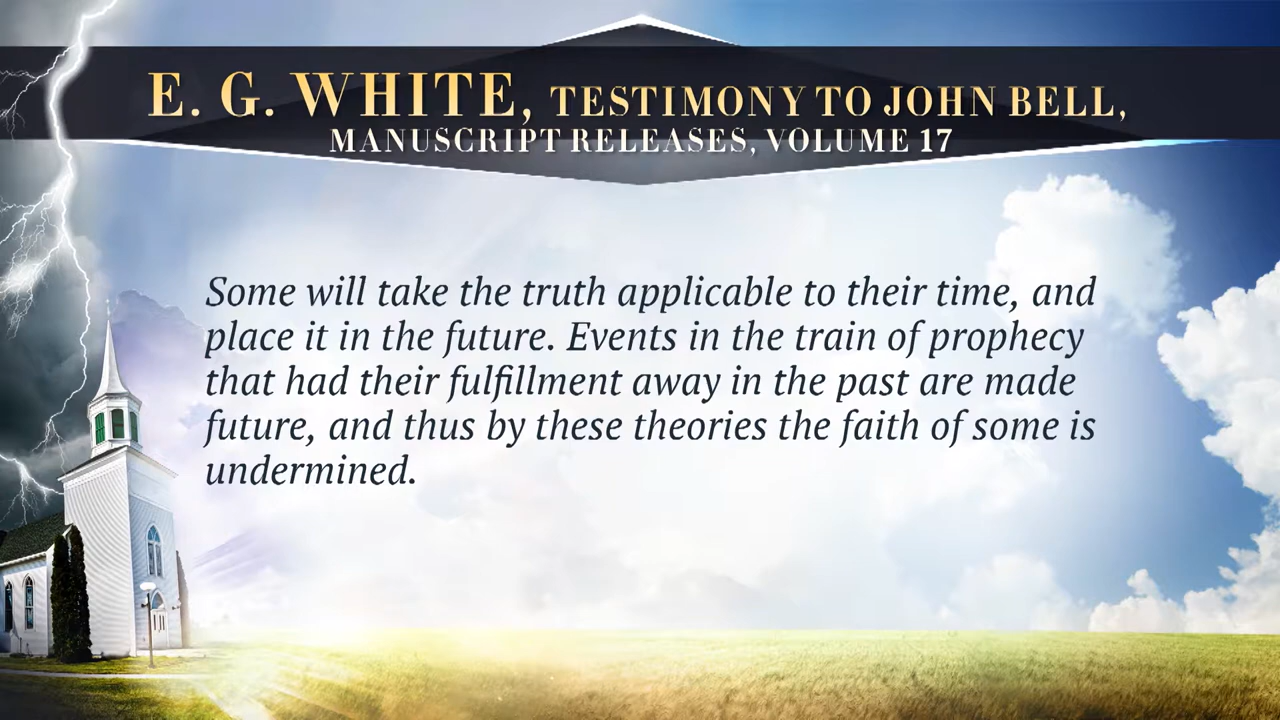 E. G. WHITE, TESTIMONY TO JOHN BELL,
MANUSCRIPT RELEASES, VOLUME 17
Some will take the truth applicable to their time, and
place it in the future. Events in the train of prophecy
that had their fulfillment away in the past are made
future, and thus by these theories the faith of some is
undermined.